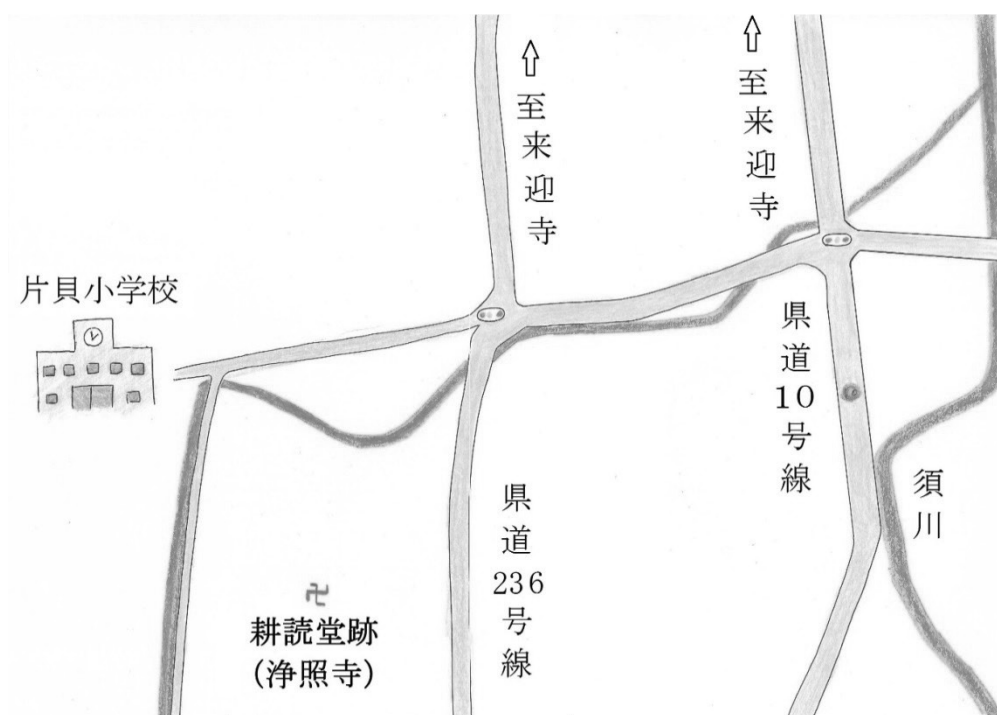 至来迎寺
至来迎寺
片貝小学校
県道10号線
須川
県道236号線
卍
耕読堂跡
(浄照寺)